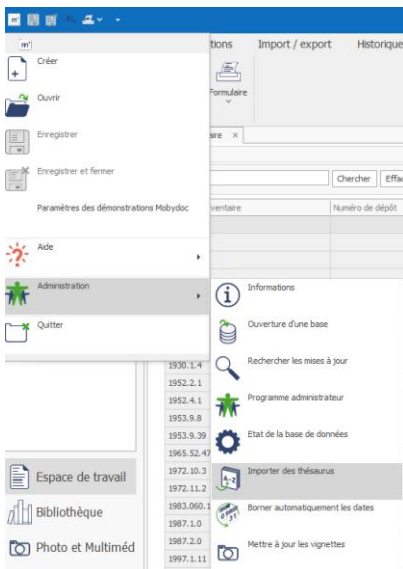 m³
tions Import / export Historique
Créer
Formulaire
Ouvrir
Enregistrer
aire ×
Enregistrer et fermer
Chercher Effa
Paramètres des démonstrations Mobydoc
ventaire Numéro de dépôt
Aide
Administration
Informations
Quitter
Ouverture d'une base
Rechercher les mises à jour
1930.1.4
1952.2.1
1952.4.1
Programme administrateur
1953.9.8
1953.9.39
Etat de la base de données
1965.52.47
1972.10.3
Importer des thésaurus
Espace de travail
1972.11.2
1983.060.1
Borner automatiquement les dates
Bibliothèque
1987.1.0
1987.2.0
Mettre à jour les vignettes
Photo et Multiméd
1997.1.11